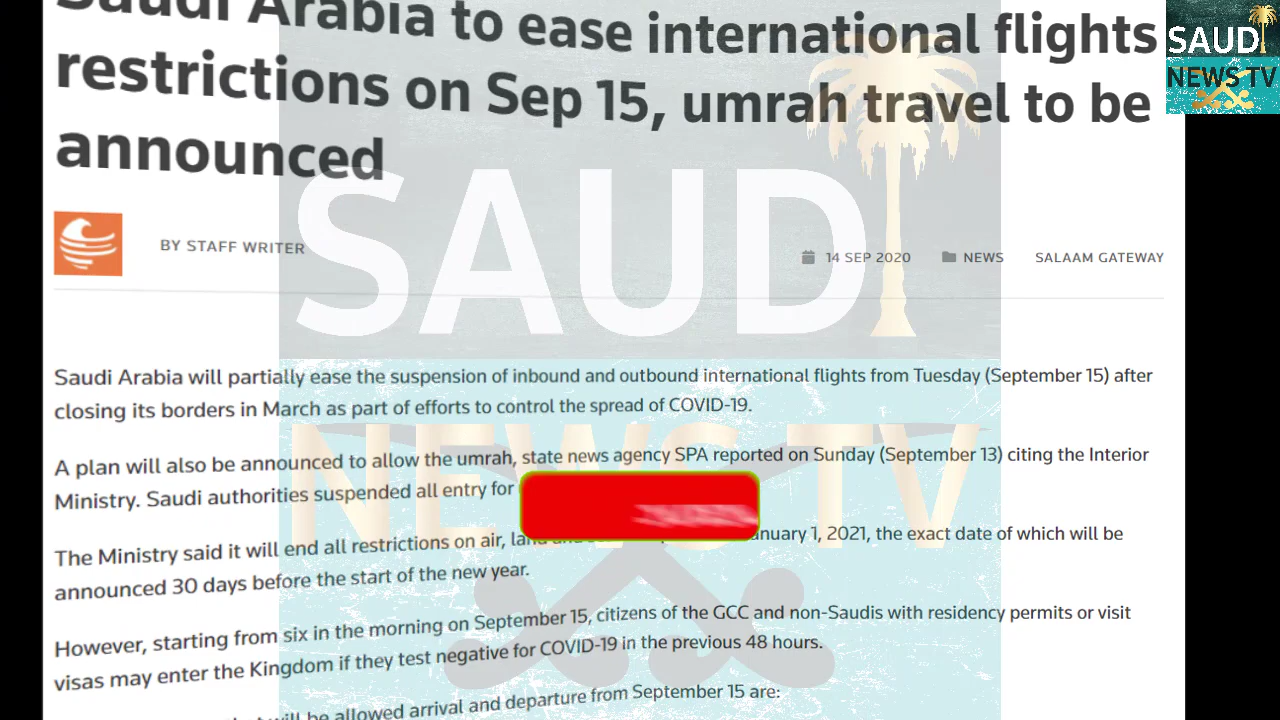 Saudi Arabia to ease international flights
restrictions on Sep 15, umrah travel to be
announced
SAUDI
NEWS TV
BY STAFF WRITER
14 SEP 2020
NEWS
SALAAM GATEWAY
SAUDI
NEWS TV
Saudi Arabia will partially ease the suspension of inbound and outbound international flights from Tuesday (September 15) after
closing its borders in March as part of efforts to control the spread of COVID-19.
A plan will also be announced to allow the umrah, state news agency SPA reported on Sunday (September 13) citing the Interior
Ministry. Saudi authorities suspended all entry for
The Ministry said it will end all restrictions on air, January 1, 2021, the exact date of which will be
announced 30 days before the start of the new year.
However, starting from six in the morning on September 15, citizens of the GCC and non-Saudis with residency permits or visit
visas may enter the Kingdom if they test negative for COVID-19 in the previous 48 hours.
will be allowed arrival and departure from September 15 are: